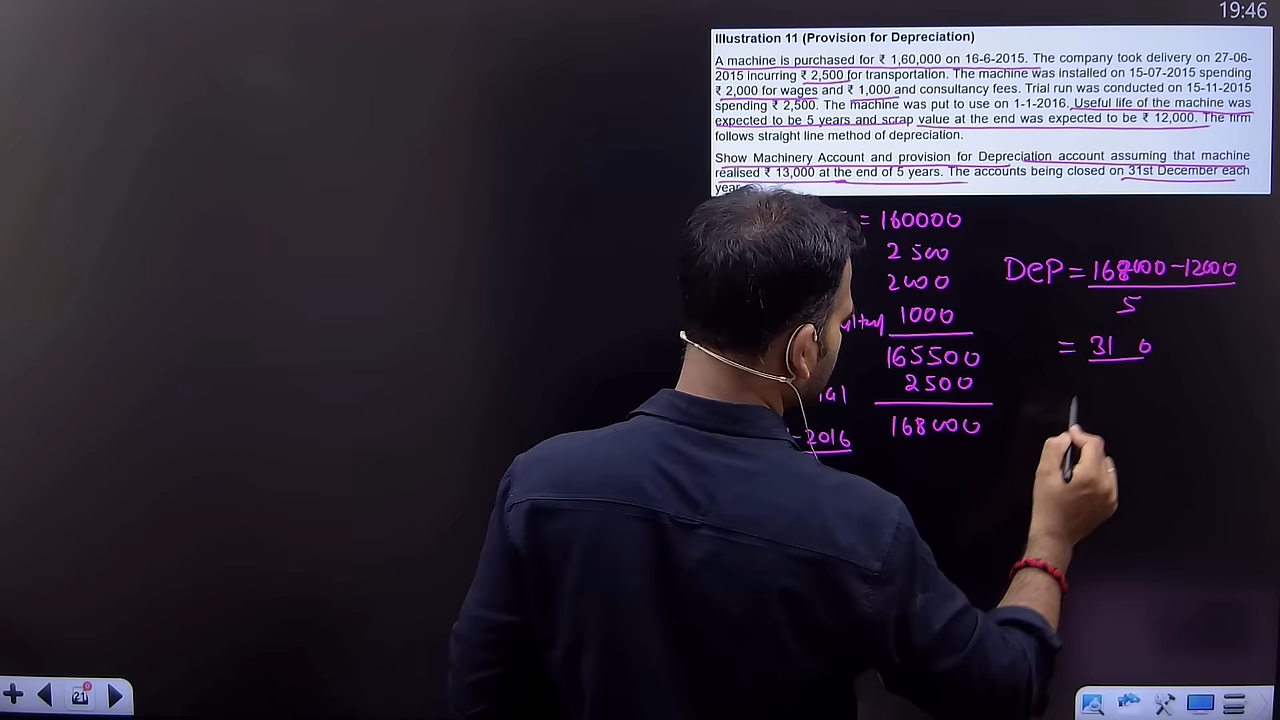 19:46
Illustration 11 (Provision for Depreciation)
A machine is purchased for ₹ 1,60,000 on 16-6-2015. The company took delivery on 27-06-
2015 incurring ₹ 2,500 for transportation. The machine was installed on 15-07-2015 spending
₹ 2,000 for wages and ₹ 1,000 and consultancy fees. Trial run was conducted on 15-11-2015
spending ₹ 2,500. The machine was put to use on 1-1-2016. Useful life of the machine was
expected to be 5 years and scrap value at the end was expected to be ₹ 12,000. The firm
follows straight line method of depreciation.
Show Machinery Account and provision for Depreciation account assuming that machine
realised ₹ 13,000 at the end of 5 years. The accounts being closed on 31st December each
year
= 160000
2500
2000
1000
165500
2500
-2016
168000
DeP = 168000-12000
5
= 31 0
21